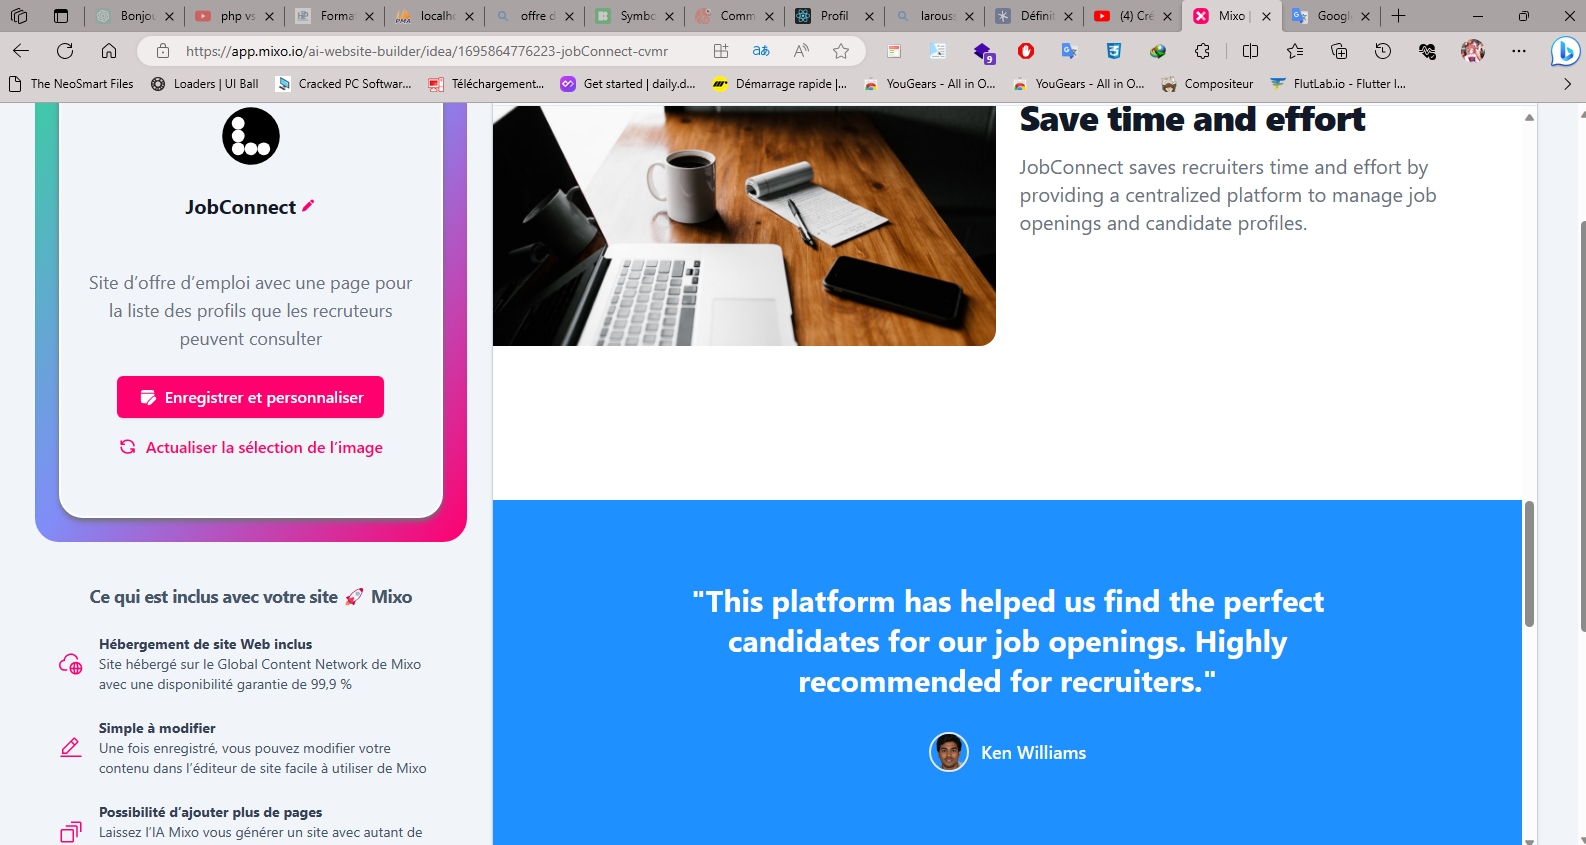 Bonjou
php vs
Forma
localh
offre d
Symbo
Comm
Profil
larouss
Définit
(4) Cré
Mixo |
Google
https://app.mixo.io/ai-website-builder/idea/1695864776223-jobConnect-cvmr
9
The NeoSmart Files
Loaders | UI Ball
Cracked PC Softwar...
Téléchargement...
Get started | daily.d...
Démarrage rapide |...
YouGears - All in O...
YouGears - All in O...
Compositeur
FlutLab.io - Flutter I...
JobConnect
Site d'offre d'emploi avec une page pour
la liste des profils que les recruteurs
peuvent consulter
Enregistrer et personnaliser
Actualiser la sélection de l'image
Ce qui est inclus avec votre site 🚀 Mixo
Hébergement de site Web inclus
Site hébergé sur le Global Content Network de Mixo
avec une disponibilité garantie de 99,9 %
Simple à modifier
Une fois enregistré, vous pouvez modifier votre
contenu dans l'éditeur de site facile à utiliser de Mixo
Possibilité d'ajouter plus de pages
Laissez l'IA Mixo vous générer un site avec autant de
Save time and effort
JobConnect saves recruiters time and effort by
providing a centralized platform to manage job
openings and candidate profiles.
"This platform has helped us find the perfect
candidates for our job openings. Highly
recommended for recruiters."
Ken Williams